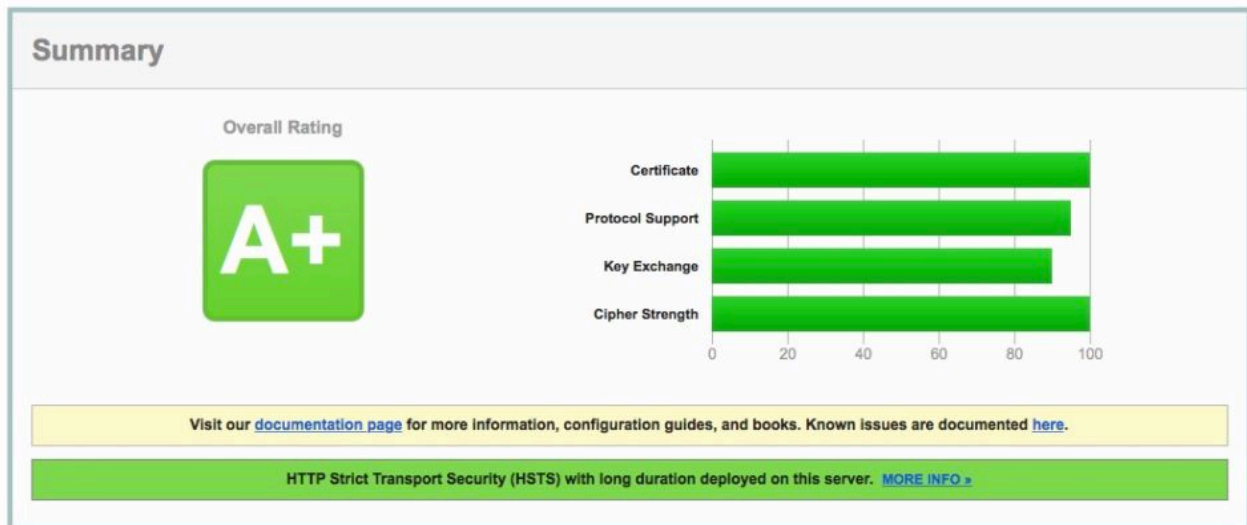 Summary
Overall Rating
A+
Certificate
Protocol Support
Key Exchange
Cipher Strength
0 20 40 60 80 100
Visit our documentation page for more information, configuration guides, and books. Known issues are documented here.
HTTP Strict Transport Security (HSTS) with long duration deployed on this server. MORE INFO »